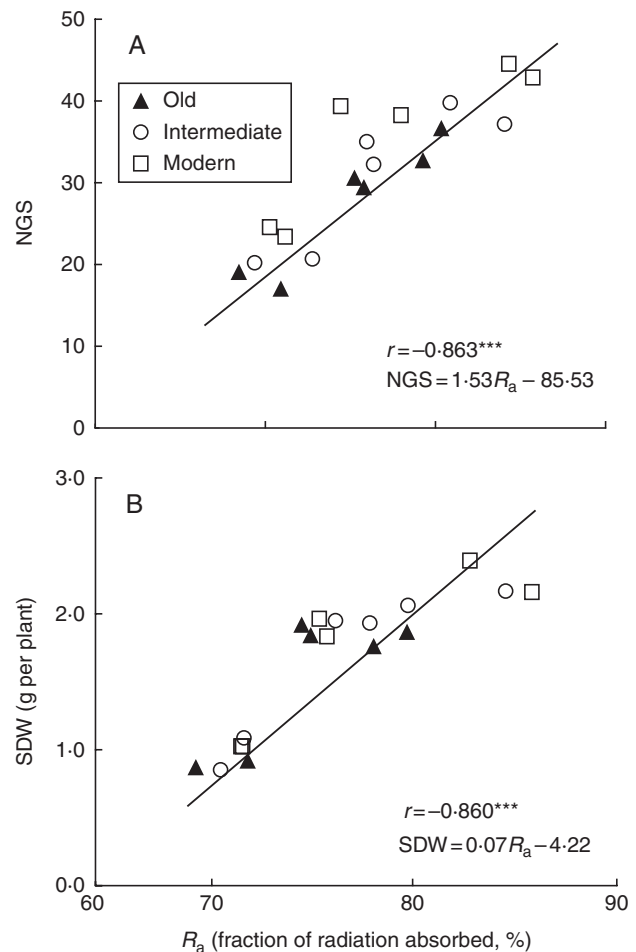 50
A
Old
Intermediate
Modern
40
30
NGS
20
10
r=–0·863***
NGS=1·53Ra – 85·53
0
3·0
B
2·0
SDW (g per plant)
1·0
r=–0·860***
SDW=0·07Ra–4·22
0·0
60 70 80 90
Ra (fraction of radiation absorbed, %)